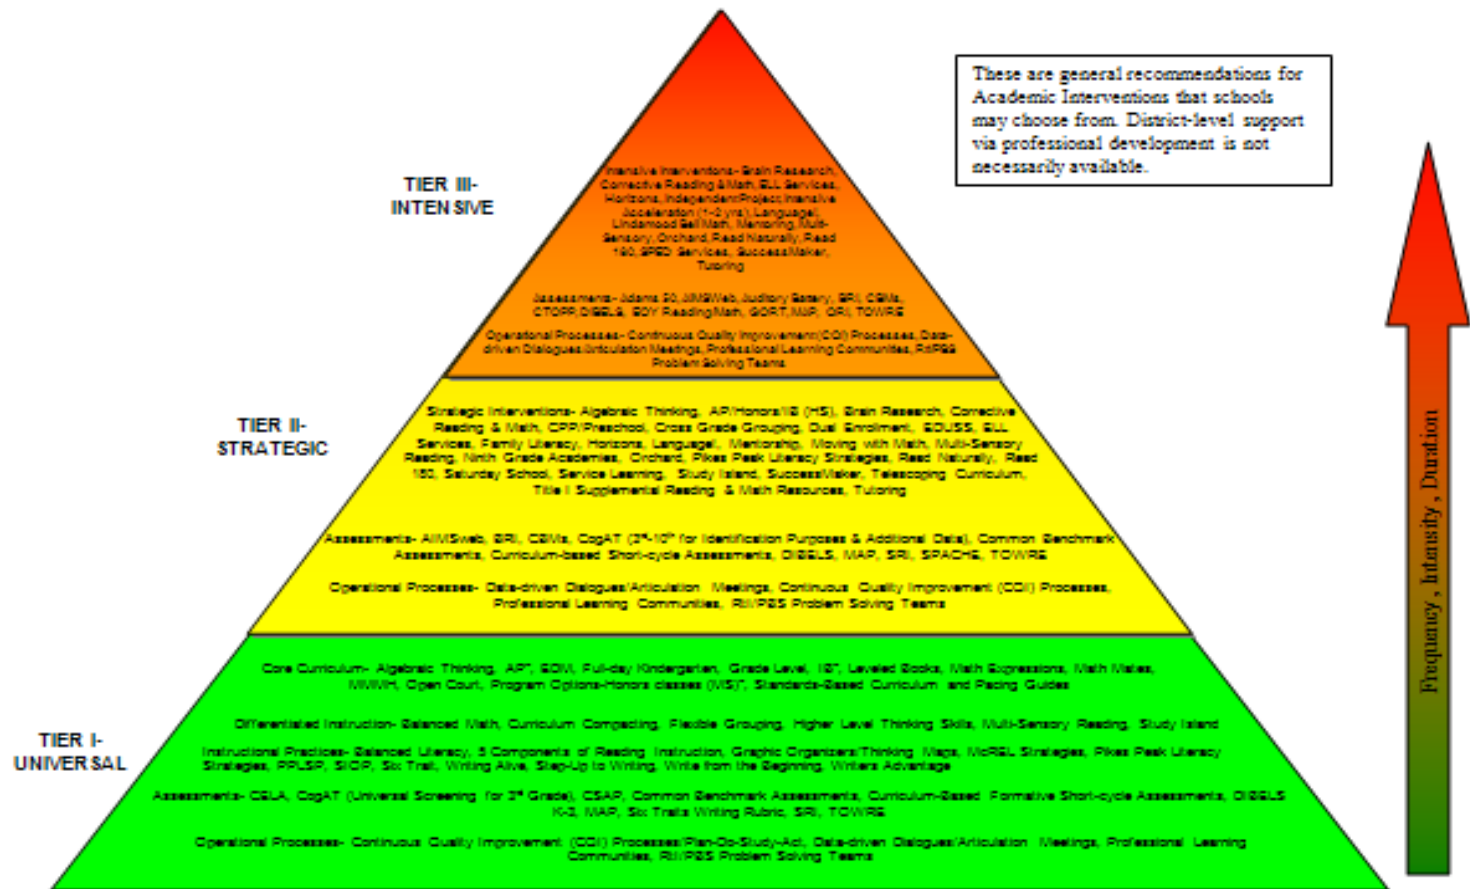 These are general recommendations for
Academic Interventions that schools
may choose from. District-level support
via professional development is not
necessarily available.
TIER III-
INTENSIVE
Intensive Interventions- Brain Research,
Corrective Reading & Math, ELL Services,
Horizons, Independent Project, Intensive
Acceleration (1-2 yrs), Language!,
Lindamood Bell Math, Mentoring, Multi-
Sensory, Orchard, Read Naturally, Read
180, SPED Services, SuccessMaker,
Tutoring
Assessments- Adams 50, AIMSWeb, Auditory Battery, BRI, CBMs,
CTOPP, DIBELS, EDY Reading/Math, GORT, MAP, QRI, TOWRE
Operational Processes- Continuous Quality Improvement (CQI) Processes, Data-
driven Dialogues/Articulation Meetings, Professional Learning Communities, RtI/PBS
Problem Solving Teams
TIER II-
STRATEGIC
Strategic Interventions- Algebraic Thinking, AP/Honors/IB (HS), Brain Research, Corrective
Reading & Math, CPP/Preschool, Cross Grade Grouping, Dual Enrollment, EDUSS, ELL
Services, Family Literacy, Horizons, Language!, Mentorship, Moving with Math, Multi-Sensory
Reading, Ninth Grade Academies, Orchard, Pikes Peak Literacy Strategies, Read Naturally, Read
180, Saturday School, Service Learning, Study Island, SuccessMaker, Telescoping Curriculum,
Title I Supplemental Reading & Math Resources, Tutoring
Assessments- AIMSweb, BRI, CBMs, CogAT (3rd-10th for Identification Purposes & Additional Data), Common Benchmark
Assessments, Curriculum-based Short-cycle Assessments, DIBELS, MAP, SRI, SPACHE, TOWRE
Operational Processes- Data-driven Dialogues/Articulation Meetings, Continuous Quality Improvement (CQI) Processes,
Professional Learning Communities, RtI/PBS Problem Solving Teams
TIER I-
UNIVERSAL
Core Curriculum- Algebraic Thinking, AP*, EDM, Full-day Kindergarten, Grade Level, IB*, Leveled Books, Math Expressions, Math Mates,
MMMH, Open Court, Program Options-Honors classes (MS)*, Standards-Based Curriculum and Pacing Guides
Differentiated Instruction- Balanced Math, Curriculum Compacting, Flexible Grouping, Higher Level Thinking Skills, Multi-Sensory Reading, Study Island
Instructional Practices- Balanced Literacy, 5 Components of Reading Instruction, Graphic Organizers/Thinking Maps, McREL Strategies, Pikes Peak Literacy
Strategies, PPLSP, SIOP, Six Trait, Writing Alive, Step-Up to Writing, Write from the Beginning, Writers Advantage
Assessments- CELA, CogAT (Universal Screening for 3rd Grade), CSAP, Common Benchmark Assessments, Curriculum-Based Formative Short-cycle Assessments, DIBELS
K-3, MAP, Six Traits Writing Rubric, SRI, TOWRE
Operational Processes- Continuous Quality Improvement (CQI) Processes/Plan-Do-Study-Act, Data-driven Dialogues/Articulation Meetings, Professional Learning
Communities, RtI/PBS Problem Solving Teams
Frequency, Intensity, Duration